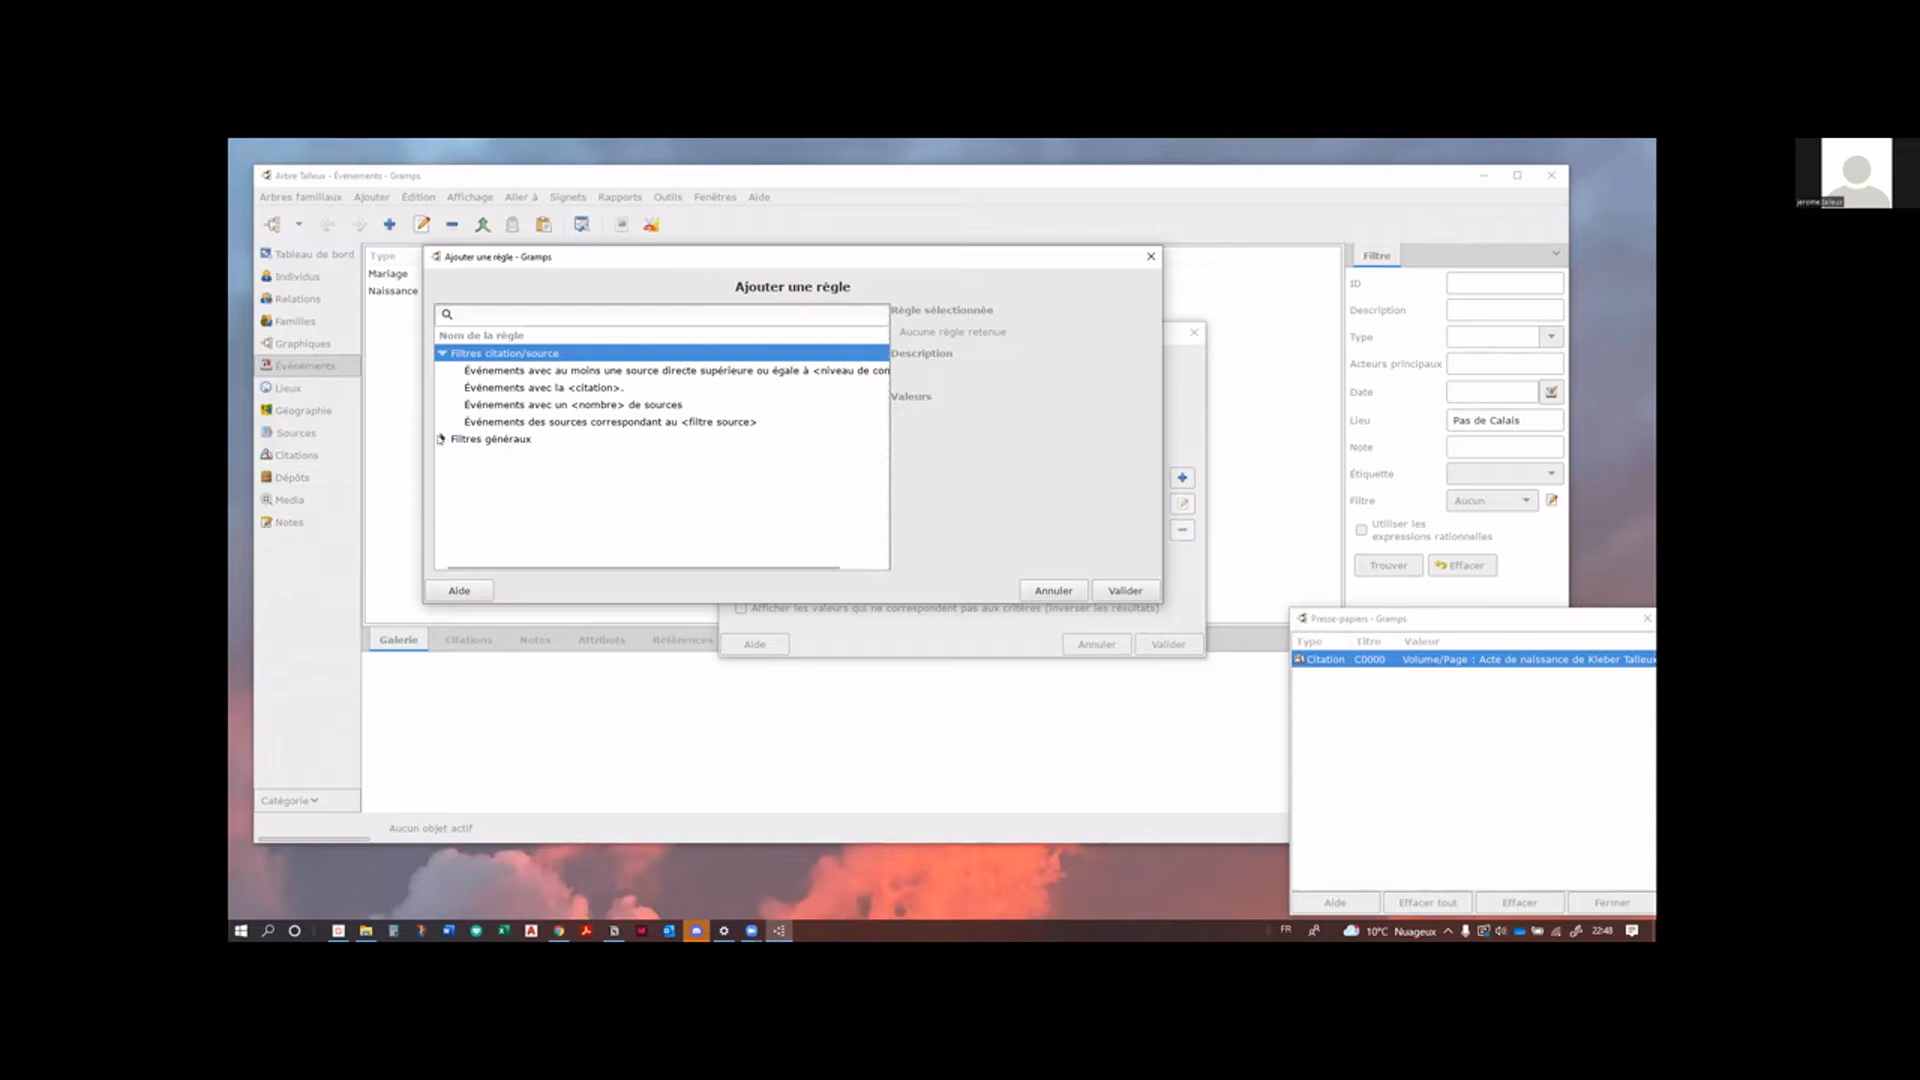 Arbre Talleux - Événements - Gramps
Arbres familiaux Ajouter Édition Affichage Aller à Signets Rapports Outils Fenêtres Aide
Tableau de bord
Individus
Relations
Familles
Graphiques
Événements
Lieux
Géographie
Sources
Citations
Dépôts
Media
Notes
Catégorie
Type
Mariage
Naissance
Ajouter une règle - Gramps
Ajouter une règle
Nom de la règle
Filtres citation/source
Événements avec au moins une source directe supérieure ou égale à <niveau de con
Événements avec la <citation>.
Événements avec un <nombre> de sources
Événements des sources correspondant au <filtre source>
Filtres généraux
Règle sélectionnée
Aucune règle retenue
Description
Valeurs
Aide Annuler Valider
Afficher les valeurs qui ne correspondent pas aux critères (inverser les résultats)
Aide Annuler Valider
Galerie Citations Notes Attributs Références
Aucun objet actif
Filtre
ID
Description
Type
Acteurs principaux
Date
Lieu Pas de Calais
Note
Étiquette
Filtre Aucun
Utiliser les
expressions rationnelles
Trouver Effacer
Presse-papiers - Gramps
Type Titre Valeur
Citation C0000 Volume/Page : Acte de naissance de Kleber Talleux
Aide Effacer tout Effacer Fermer
FR 10°C Nuageux 22:48
jerome talleux